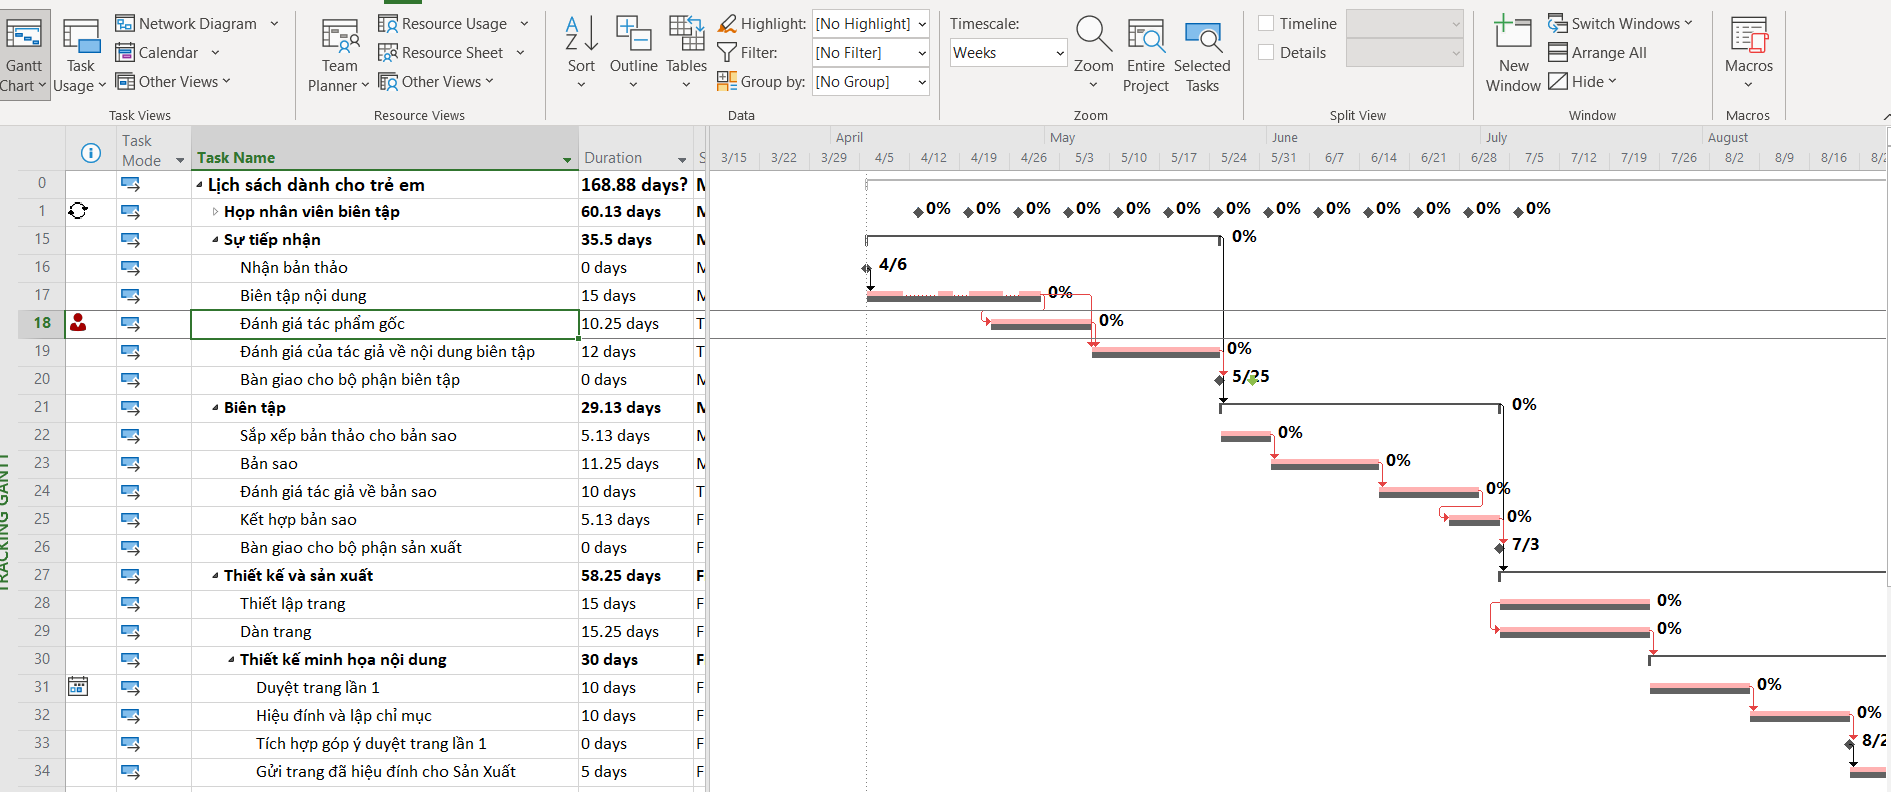 Gantt Chart
Task Usage
Network Diagram
Calendar
Other Views
Task Views
Team Planner
Resource Usage
Resource Sheet
Other Views
Resource Views
Sort
Outline
Tables
Highlight: [No Highlight]
Filter: [No Filter]
Group by: [No Group]
Data
Timescale:
Weeks
Zoom
Entire Project
Selected Tasks
Zoom
Timeline
Details
Split View
New Window
Switch Windows
Arrange All
Hide
Window
Macros
Macros
Task Mode Task Name Duration S
April May June July August
3/15 3/22 3/29 4/5 4/12 4/19 4/26 5/3 5/10 5/17 5/24 5/31 6/7 6/14 6/21 6/28 7/5 7/12 7/19 7/26 8/2 8/9 8/16 8/2
0 Lịch sách dành cho trẻ em 168.88 days? M
1 Họp nhân viên biên tập 60.13 days M 0% 0% 0% 0% 0% 0% 0% 0% 0% 0% 0% 0% 0%
15 Sự tiếp nhận 35.5 days M 0%
16 Nhận bản thảo 0 days M 4/6
17 Biên tập nội dung 15 days M 0%
18 Đánh giá tác phẩm gốc 10.25 days T 0%
19 Đánh giá của tác giả về nội dung biên tập 12 days T 0%
20 Bàn giao cho bộ phận biên tập 0 days M 5/25
21 Biên tập 29.13 days M 0%
22 Sắp xếp bản thảo cho bản sao 5.13 days M 0%
23 Bản sao 11.25 days M 0%
24 Đánh giá tác giả về bản sao 10 days T 0%
25 Kết hợp bản sao 5.13 days F 0%
26 Bàn giao cho bộ phận sản xuất 0 days F 7/3
27 Thiết kế và sản xuất 58.25 days F
28 Thiết lập trang 15 days F 0%
29 Dàn trang 15.25 days F 0%
30 Thiết kế minh họa nội dung 30 days F
31 Duyệt trang lần 1 10 days F 0%
32 Hiệu đính và lập chỉ mục 10 days F 0%
33 Tích hợp góp ý duyệt trang lần 1 0 days F 8/2
34 Gửi trang đã hiệu đính cho Sản Xuất 5 days F
TRACKING GANTT